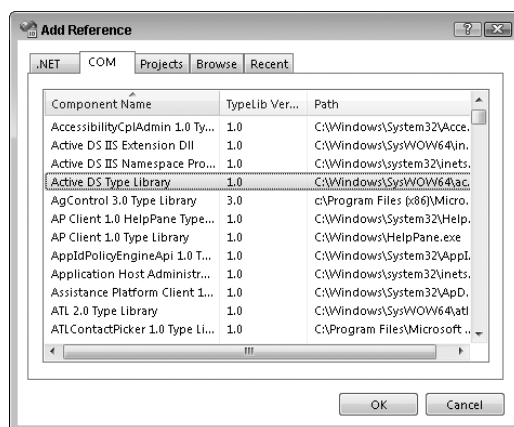 Add Reference
.NET COM Projects Browse Recent
Component Name TypeLib Ver... Path
AccessibilityCplAdmin 1.0 Ty... 1.0 C:\Windows\System32\Acce.
Active DS IIS Extension Dll 1.0 C:\Windows\SysWOW64\in.
Active DS IIS Namespace Pro... 1.0 C:\Windows\system32\inets.
Active DS Type Library 1.0 C:\Windows\SysWOW64\ac.
AgControl 3.0 Type Library 3.0 c:\Program Files (x86)\Micro.
AP Client 1.0 HelpPane Type... 1.0 C:\Windows\System32\Help.
AP Client 1.0 Type Library 1.0 C:\Windows\HelpPane.exe
AppIdPolicyEngineApi 1.0 T... 1.0 C:\Windows\System32\AppI.
Application Host Administr... 1.0 C:\Windows\system32\inets.
Assistance Platform Client 1... 1.0 C:\Windows\System32\ApD.
ATL 2.0 Type Library 1.0 C:\Windows\SysWOW64\atl
ATLContactPicker 1.0 Type Li... 1.0 C:\Program Files\Microsoft ..
OK Cancel